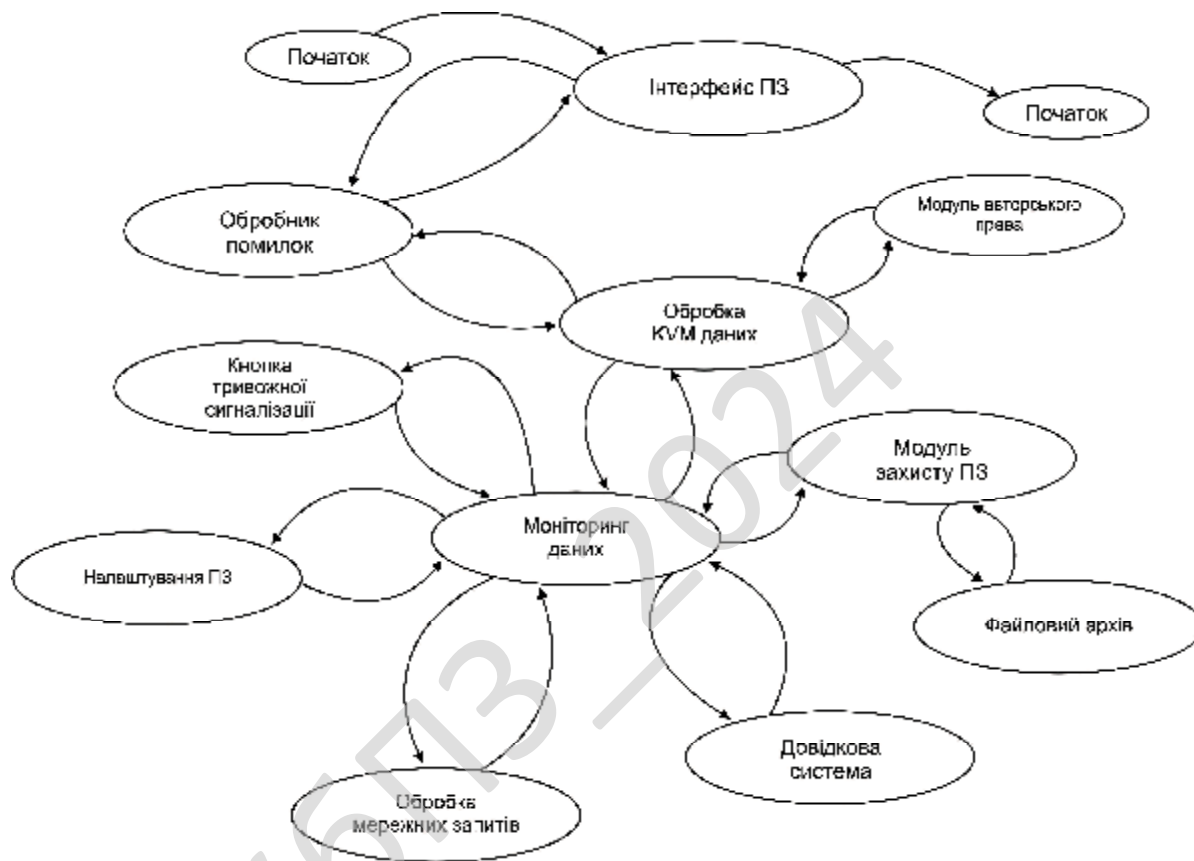 Початок
Інтерфейс ПЗ
Початок
Модуль авторського
права
Обробник
помилок
Обробка
KVM даних
Кнопка
тривожної
сигналізації
Модуль
захисту ПЗ
Моніторинг
даних
Налаштування ПЗ
Файловий архів
Довідкова
система
Обробка
мережних запитів
бПЗ_2024